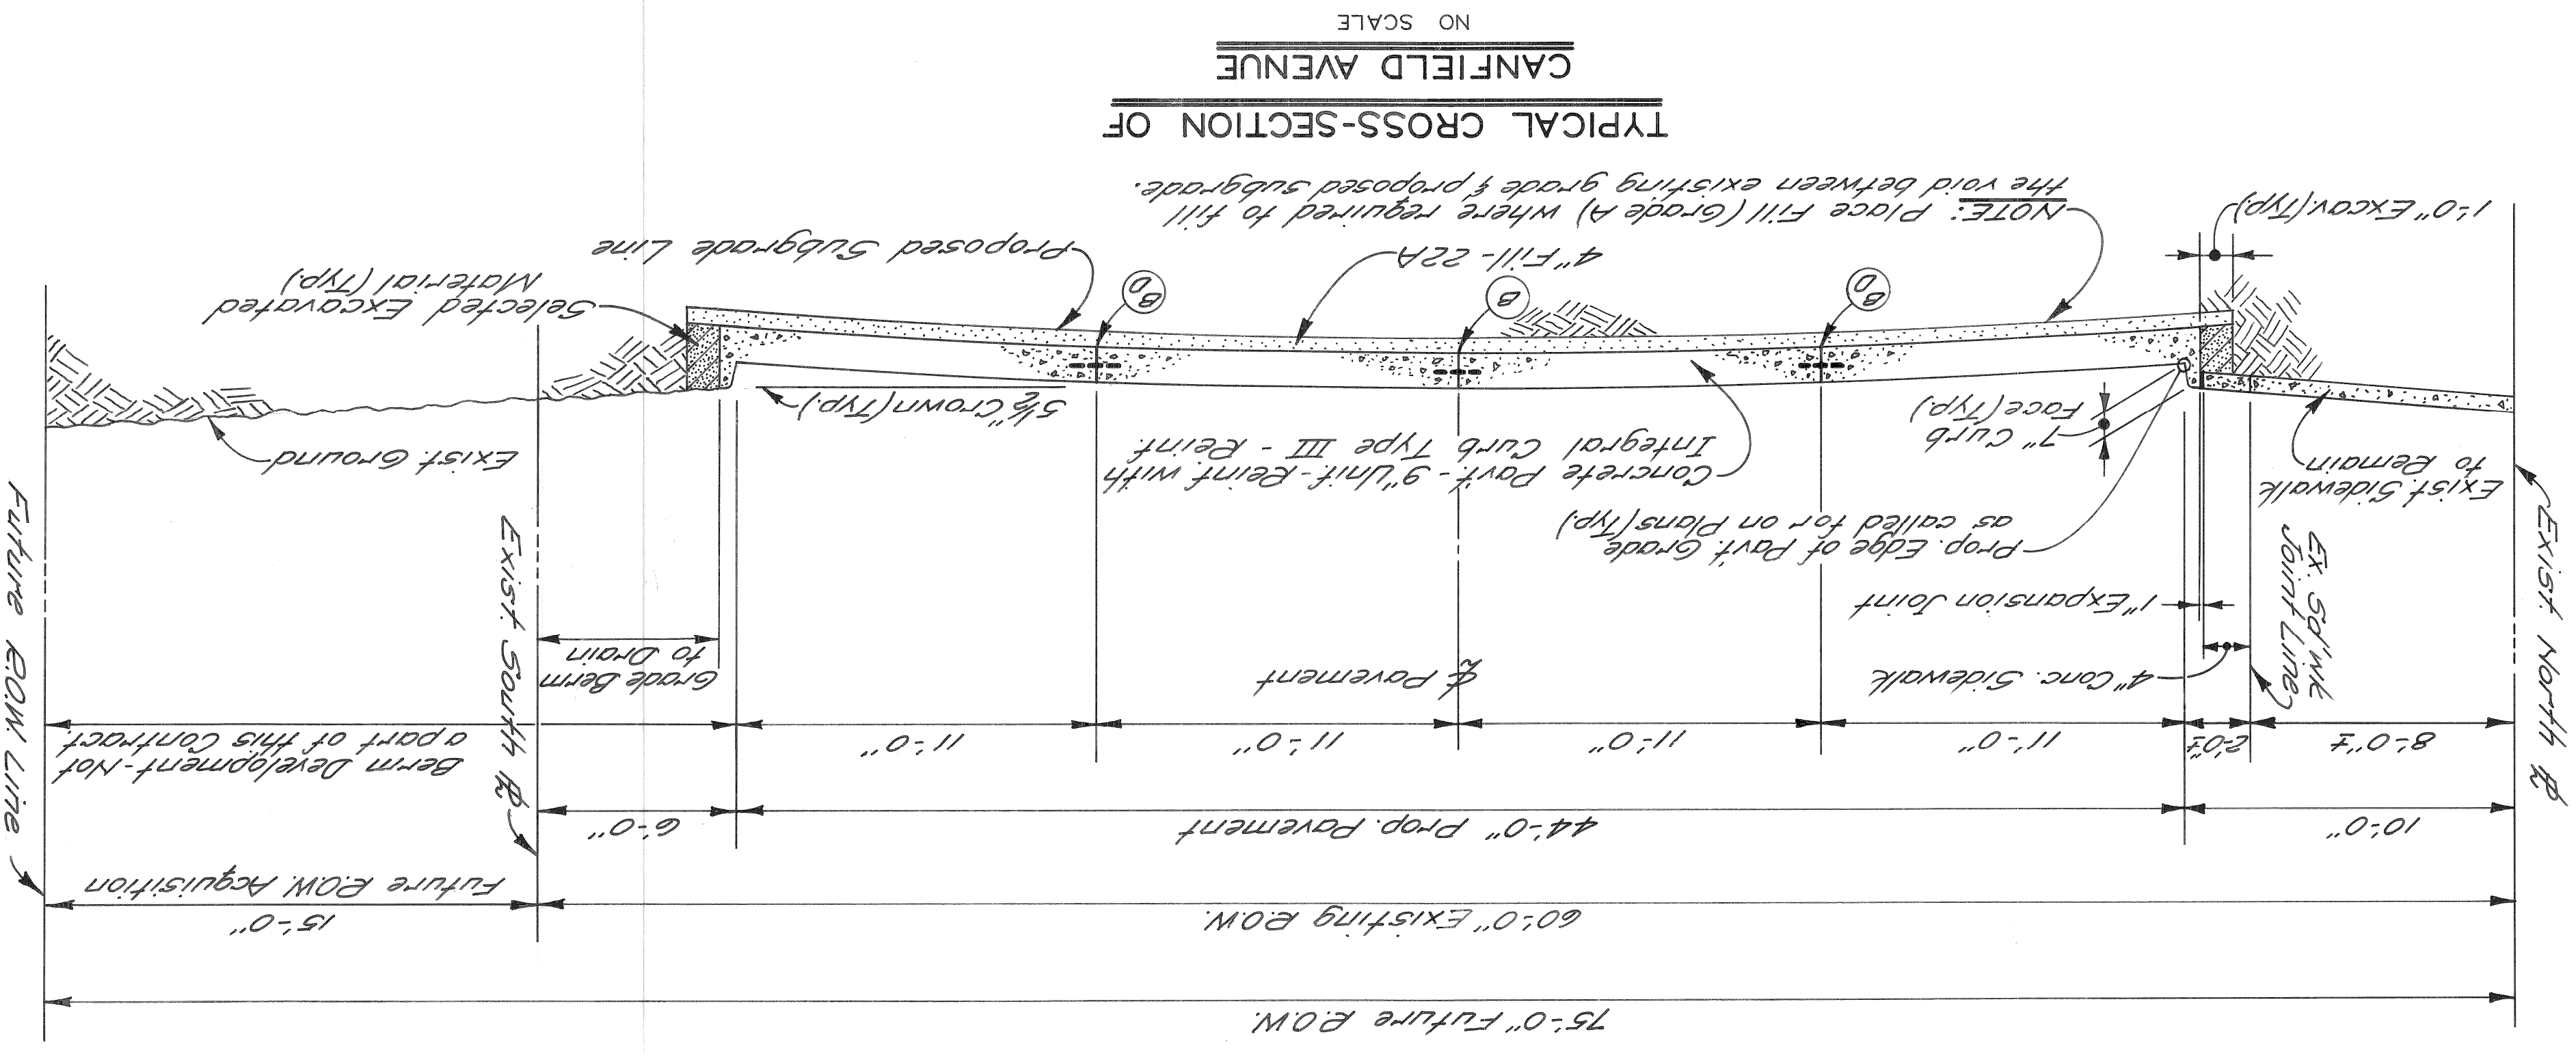 75'-0" Future R.O.W.
60'-0" Existing R.O.W.
15'-0"
Future R.O.W. Acquisition
10'-0"
44'-0" Prop. Pavement
6'-0"
8'-0"±
2'-0"±
11'-0"
11'-0"
11'-0"
11'-0"
Berm Development-Not
a part of this Contract
Exist. North ⅊
Ex. Sd'wk
Joint Line
4" Conc. Sidewalk
℄ Pavement
Grade Berm
to Drain
Exist. South ⅊
Future R.O.W. Line
1" Expansion Joint
Prop. Edge of Pav't. Grade
as called for on Plans (Typ.)
Exist. Sidewalk
to Remain
7" Curb
Face (Typ.)
Concrete Pav't. - 9" Unif.-Reinf. with
Integral Curb Type III - Reinf.
5½" Crown (Typ.)
Exist. Ground
1'-0" Excav. (Typ.)
BD
B
BD
4" Fill - 22A
Proposed Subgrade Line
Selected Excavated
Material (Typ.)
NOTE: Place Fill (Grade A) where required to fill
the void between existing grade & proposed subgrade.
TYPICAL CROSS-SECTION OF
CANFIELD AVENUE
NO SCALE